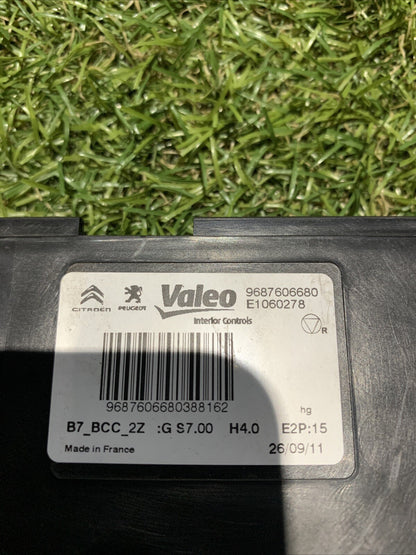 CITROËN PEUGEOT Valeo 9687606680
E1060278
Interior Controls
R
9687606680388162
hg
B7_BCC_2Z :G S7.00 H4.0 E2P:15
Made in France 26/09/11